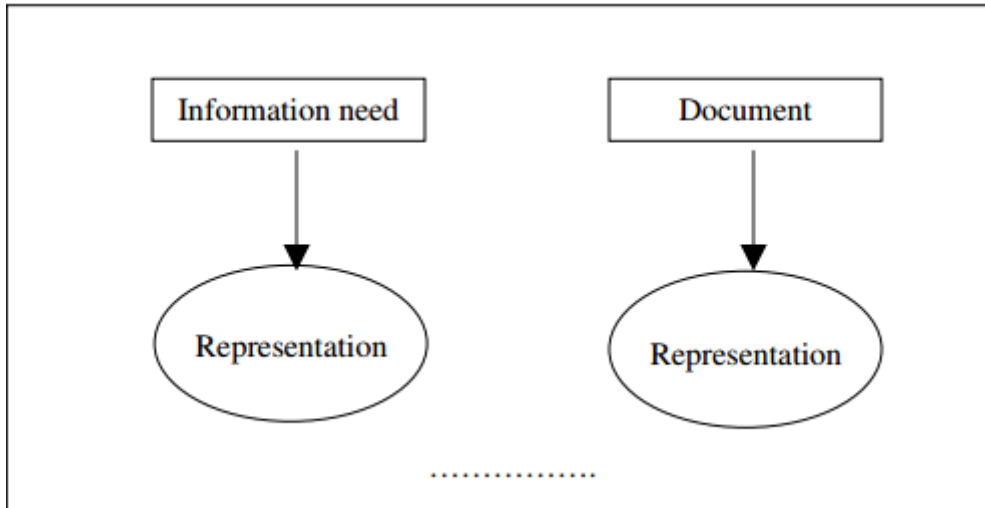 Information need
Document
Representation
Representation
................